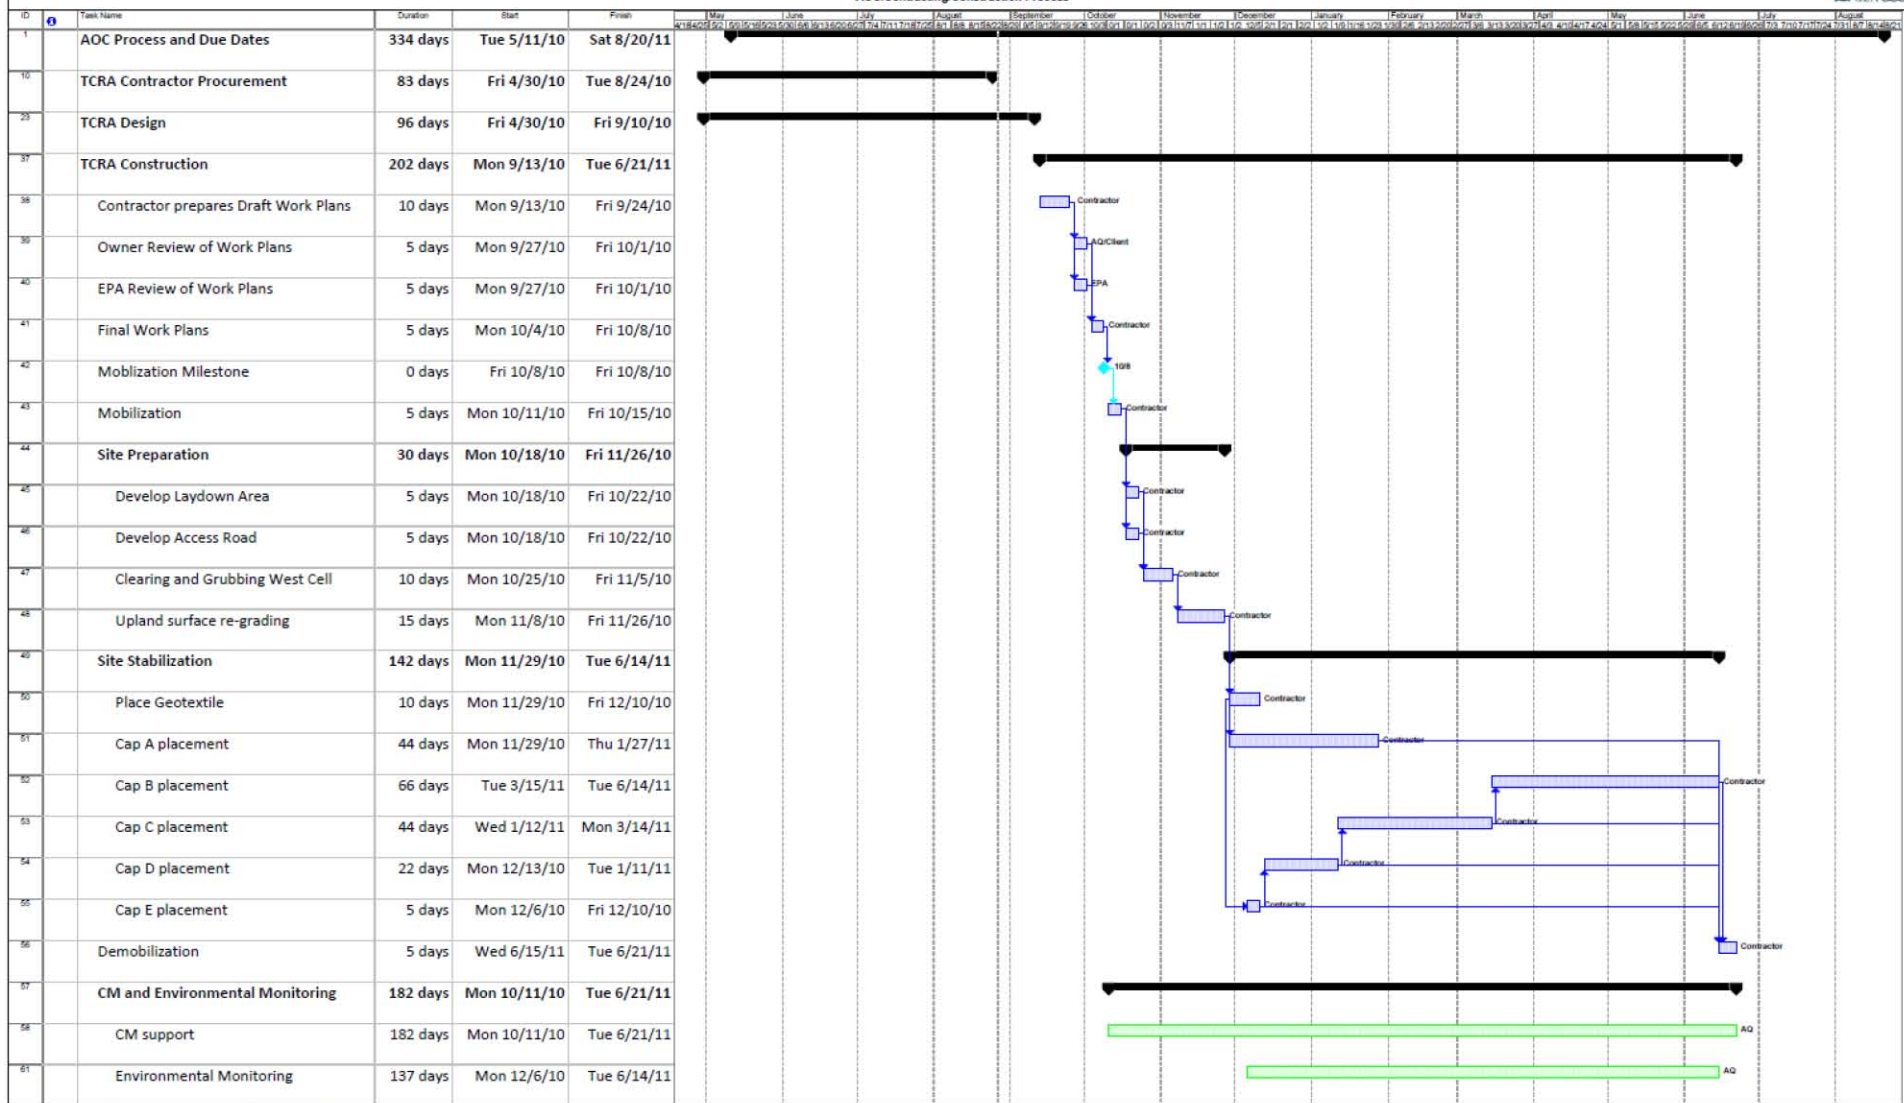 ID Task Name Duration Start Finish May June July August September October November December January February March April May June July August
1 AOC Process and Due Dates 334 days Tue 5/11/10 Sat 8/20/11
10 TCRA Contractor Procurement 83 days Fri 4/30/10 Tue 8/24/10
23 TCRA Design 96 days Fri 4/30/10 Fri 9/10/10
37 TCRA Construction 202 days Mon 9/13/10 Tue 6/21/11
38 Contractor prepares Draft Work Plans 10 days Mon 9/13/10 Fri 9/24/10 Contractor
39 Owner Review of Work Plans 5 days Mon 9/27/10 Fri 10/1/10 AQ/Client
40 EPA Review of Work Plans 5 days Mon 9/27/10 Fri 10/1/10 EPA
41 Final Work Plans 5 days Mon 10/4/10 Fri 10/8/10 Contractor
42 Moblization Milestone 0 days Fri 10/8/10 Fri 10/8/10 10/8
43 Mobilization 5 days Mon 10/11/10 Fri 10/15/10 Contractor
44 Site Preparation 30 days Mon 10/18/10 Fri 11/26/10
45 Develop Laydown Area 5 days Mon 10/18/10 Fri 10/22/10 Contractor
46 Develop Access Road 5 days Mon 10/18/10 Fri 10/22/10 Contractor
47 Clearing and Grubbing West Cell 10 days Mon 10/25/10 Fri 11/5/10 Contractor
48 Upland surface re-grading 15 days Mon 11/8/10 Fri 11/26/10 Contractor
49 Site Stabilization 142 days Mon 11/29/10 Tue 6/14/11
50 Place Geotextile 10 days Mon 11/29/10 Fri 12/10/10 Contractor
51 Cap A placement 44 days Mon 11/29/10 Thu 1/27/11 Contractor
52 Cap B placement 66 days Tue 3/15/11 Tue 6/14/11 Contractor
53 Cap C placement 44 days Wed 1/12/11 Mon 3/14/11 Contractor
54 Cap D placement 22 days Mon 12/13/10 Tue 1/11/11 Contractor
55 Cap E placement 5 days Mon 12/6/10 Fri 12/10/10 Contractor
56 Demobilization 5 days Wed 6/15/11 Tue 6/21/11 Contractor
57 CM and Environmental Monitoring 182 days Mon 10/11/10 Tue 6/21/11
58 CM support 182 days Mon 10/11/10 Tue 6/21/11 AQ
61 Environmental Monitoring 137 days Mon 12/6/10 Tue 6/14/11 AQ